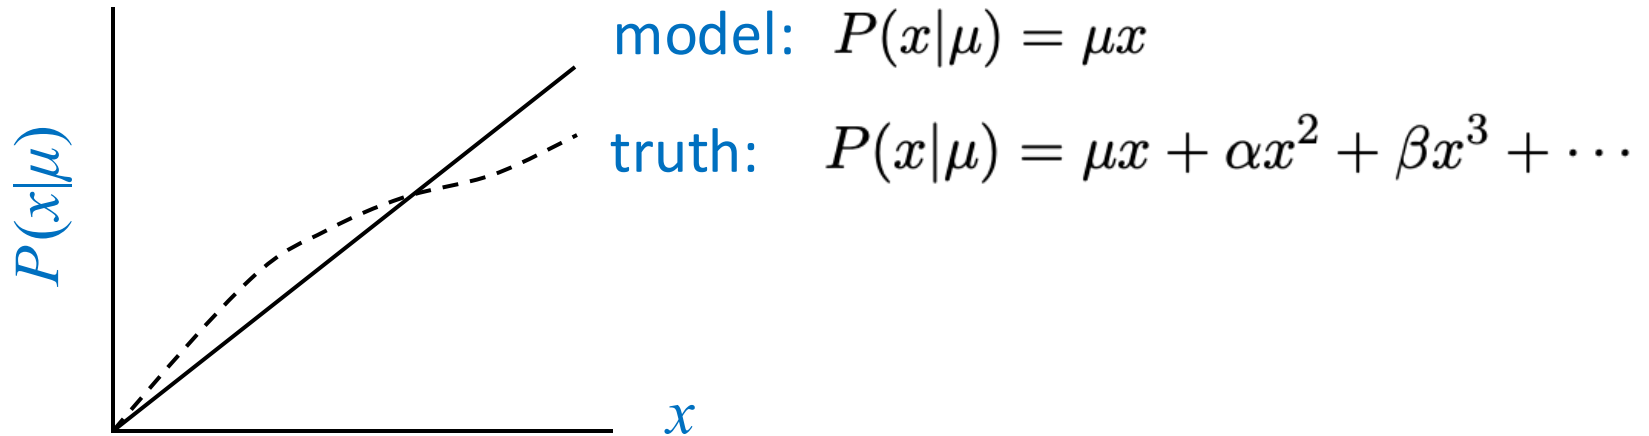 model: P(x|μ) = μx
truth: P(x|μ) = μx + αx² + βx³ + ⋯
P(x|μ)
x